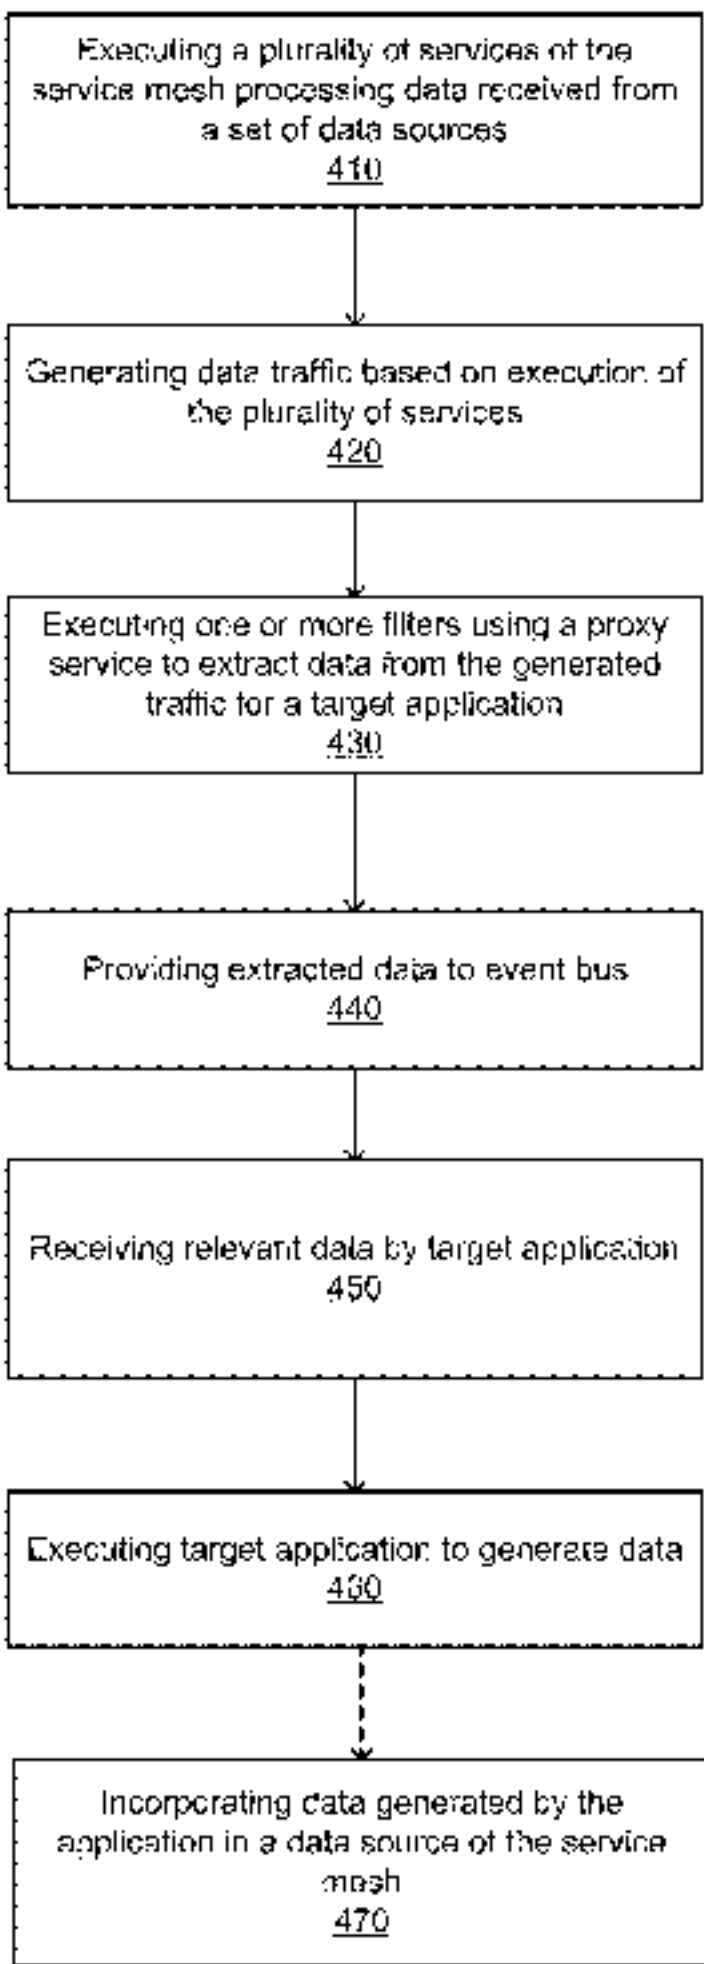 Executing a plurality of services of the
service mesh processing data received from
a set of data sources
410
Generating data traffic based on execution of
the plurality of services
420
Executing one or more filters using a proxy
service to extract data from the generated
traffic for a target application
430
Providing extracted data to event bus
440
Receiving relevant data by target application
450
Executing target application to generate data
460
Incorporating data generated by the
application in a data source of the service
mesh
470